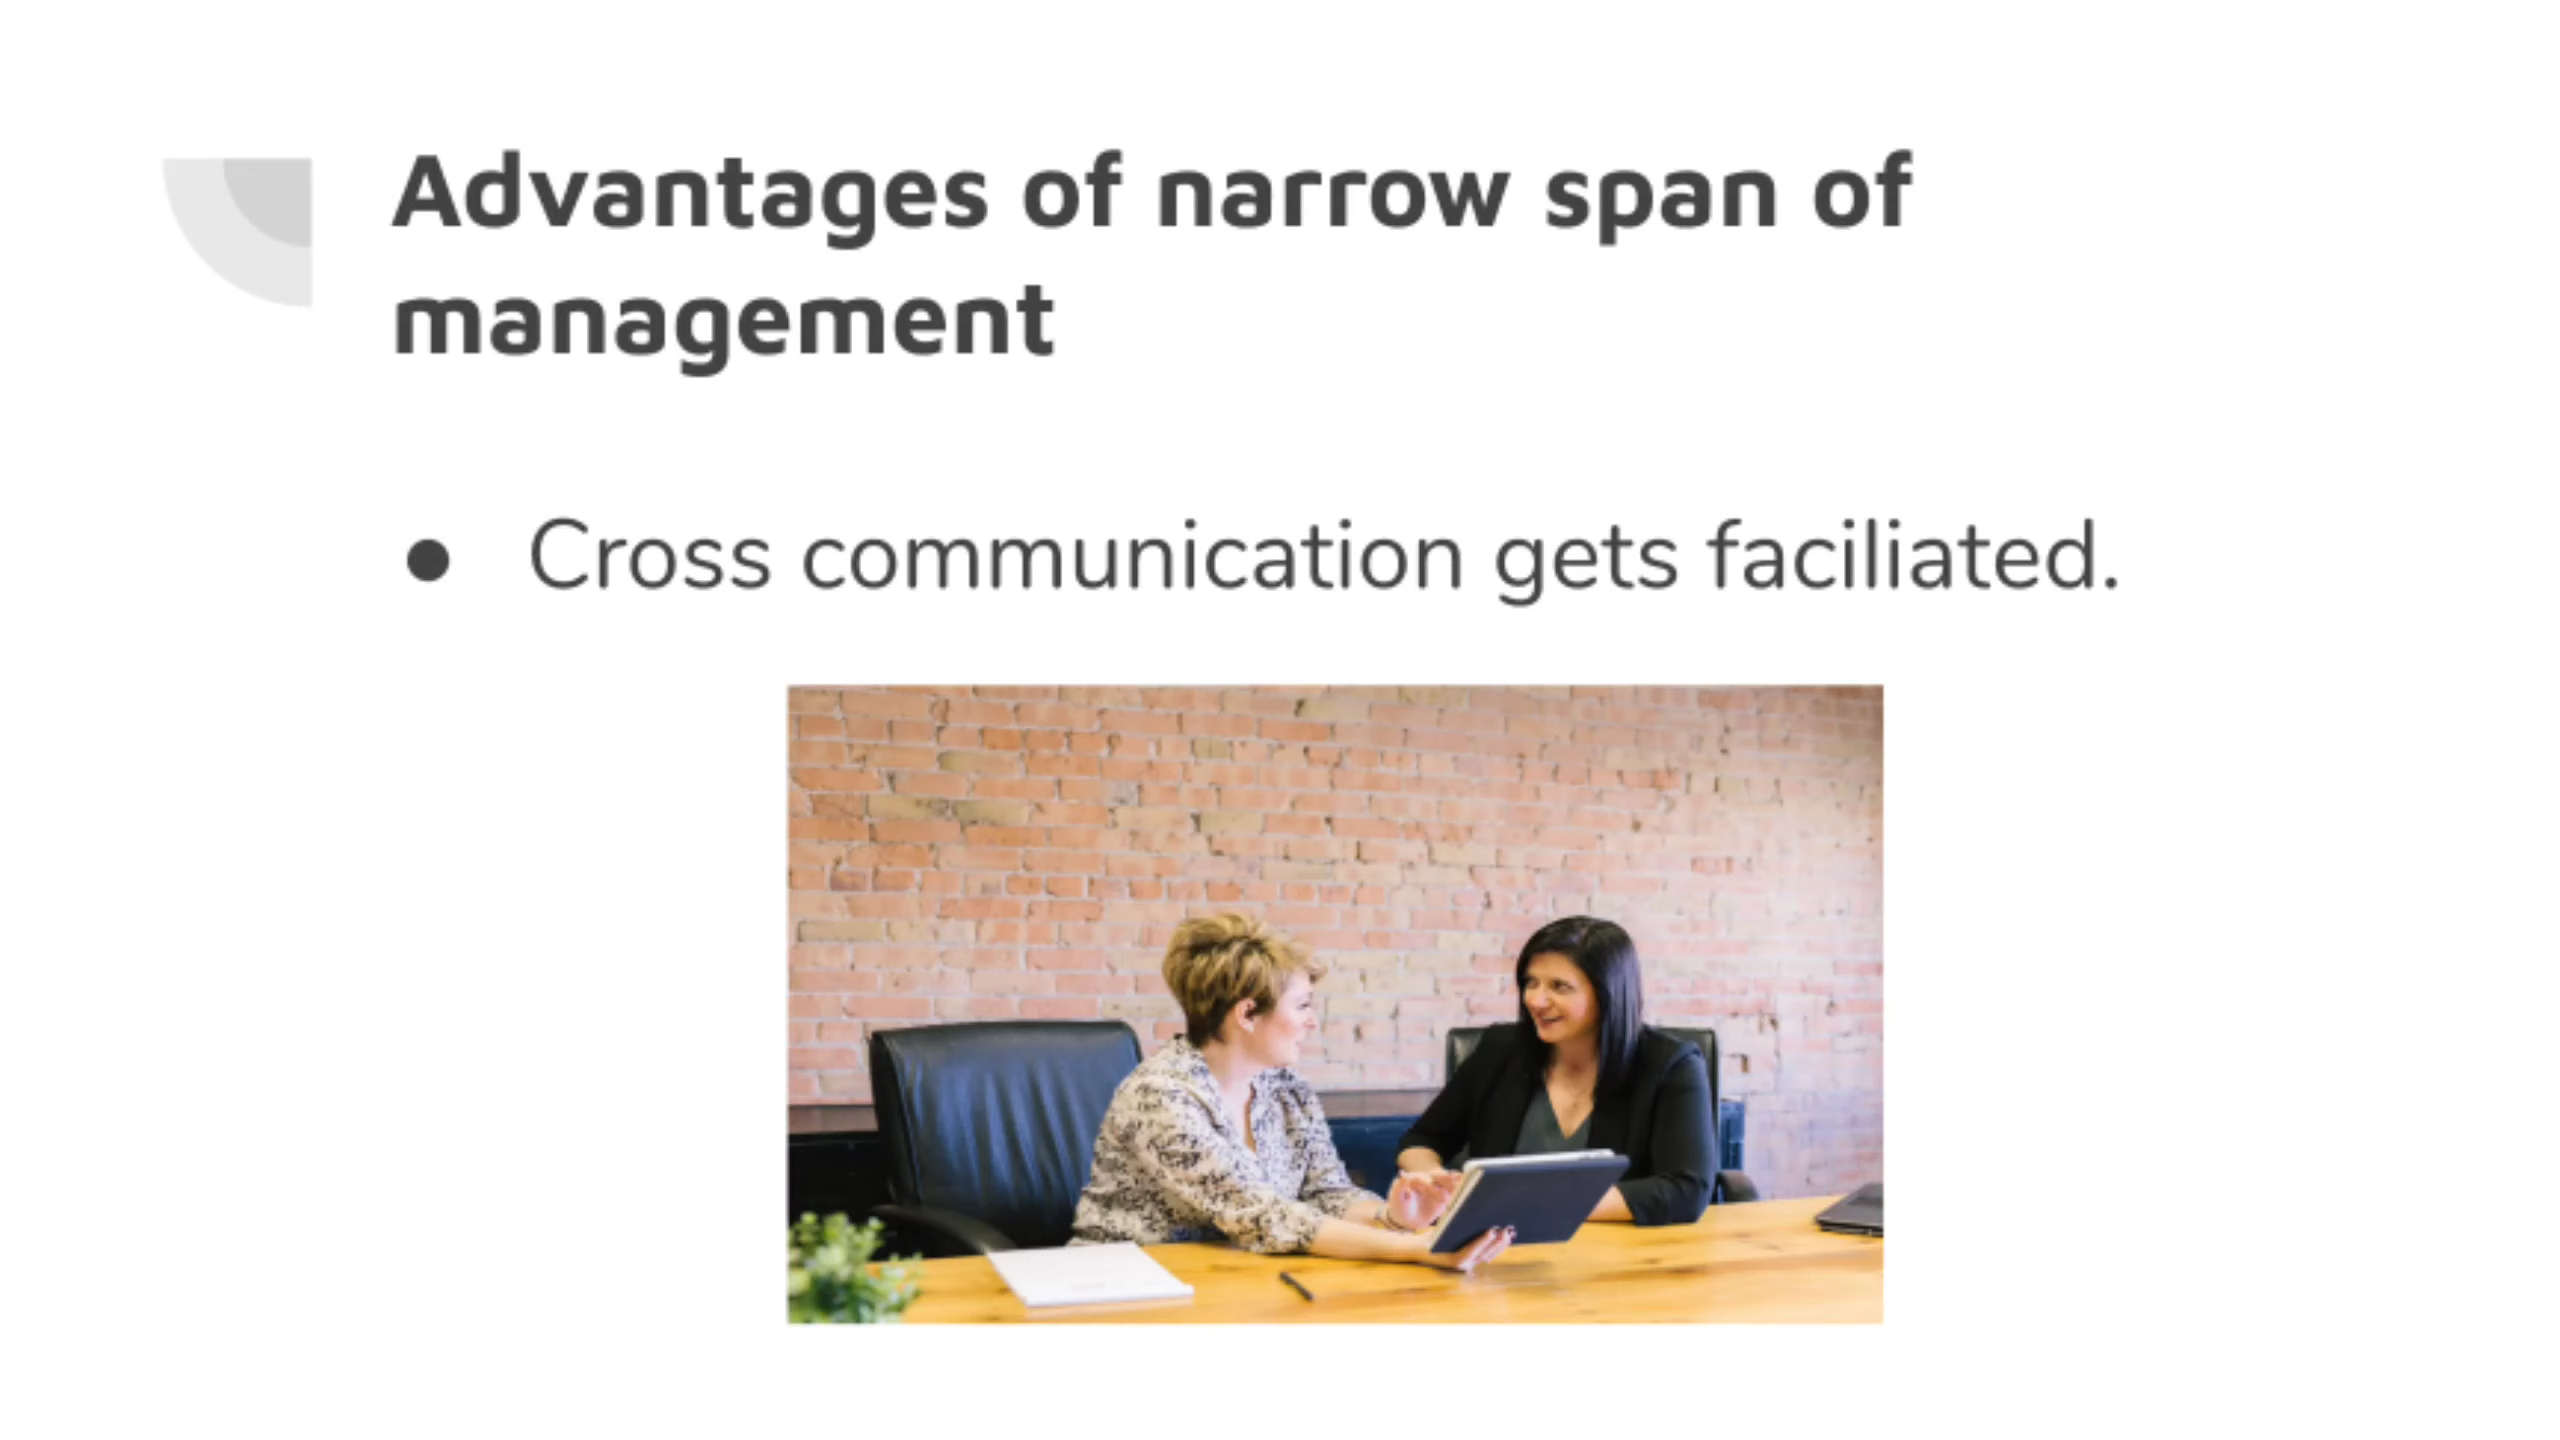 Advantages of narrow span of
management
● Cross communication gets faciliated.